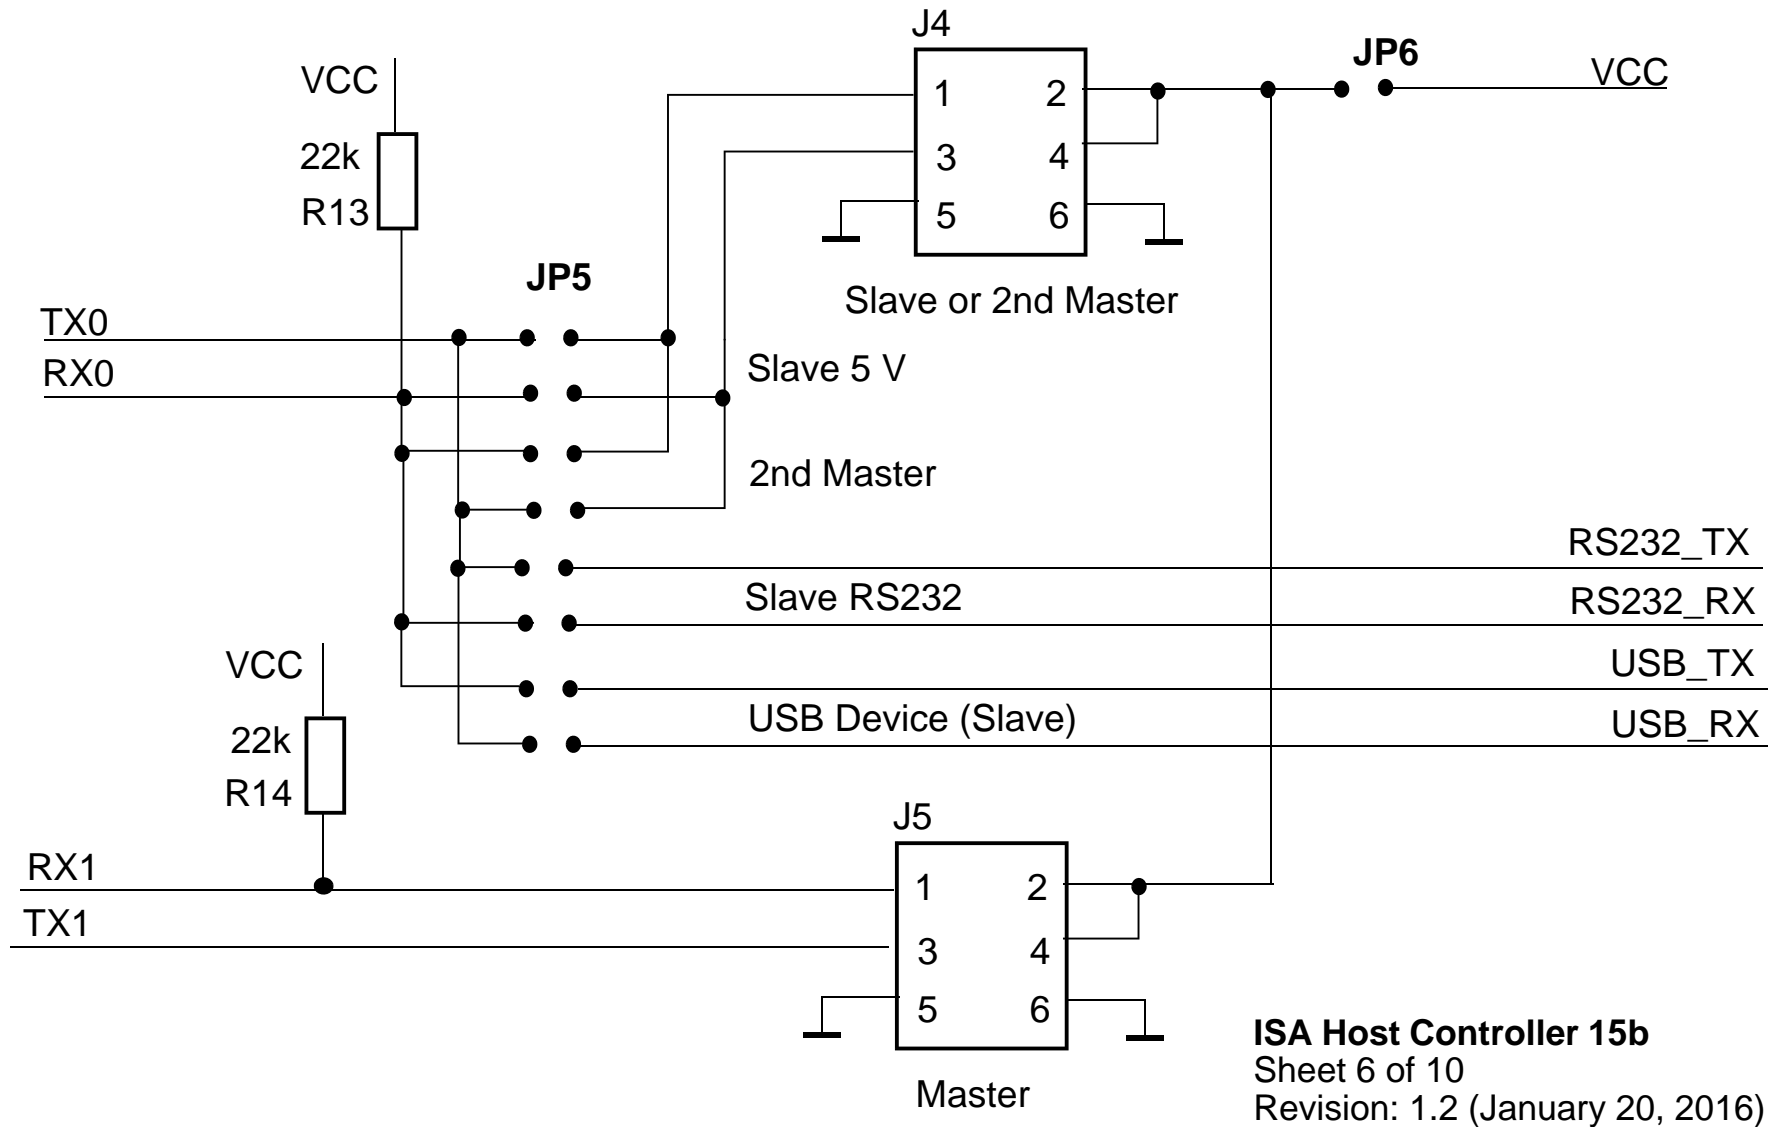 J4
JP6
VCC
VCC
1 2
22k
3 4
R13
5 6
JP5
Slave or 2nd Master
TX0
RX0
Slave 5 V
2nd Master
RS232_TX
Slave RS232
RS232_RX
VCC
USB_TX
USB Device (Slave)
USB_RX
22k
R14
J5
RX1
1 2
TX1
3 4
5 6
Master
ISA Host Controller 15b
Sheet 6 of 10
Revision: 1.2 (January 20, 2016)